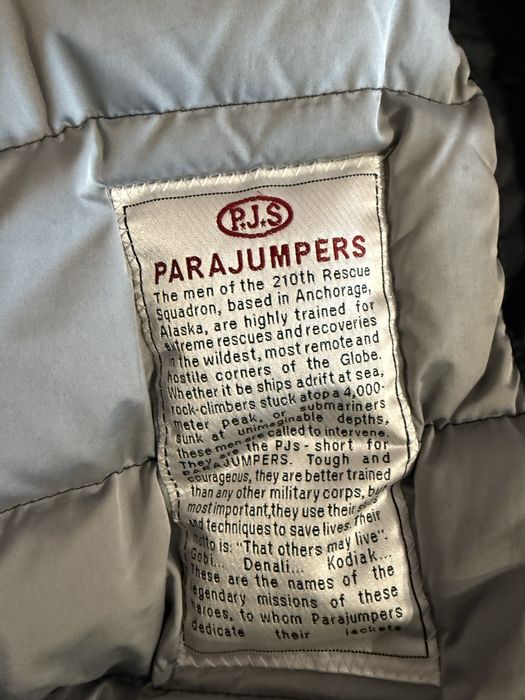 P.J.S
PARAJUMPERS
The men of the 210th Rescue
Squadron, based in Anchorage,
Alaska, are highly trained for
extreme rescues and recoveries
in the wildest, most remote and
hostile corners of the Globe.
Whether it be ships adrift at sea,
rock-climbers stuck atop a 4,000-
meter peak, or submariners
sunk at unimaginable depths,
these men are called to intervene.
They are the PJs - short for
PARAJUMPERS. Tough and
courageous, they are better trained
than any other military corps, but
most important, they use their
and techniques to save lives. Their
motto is: "That others may live".
Gobi... Denali... Kodiak...
These are the names of the
legendary missions of these
heroes, to whom Parajumpers
dedicate their jackets